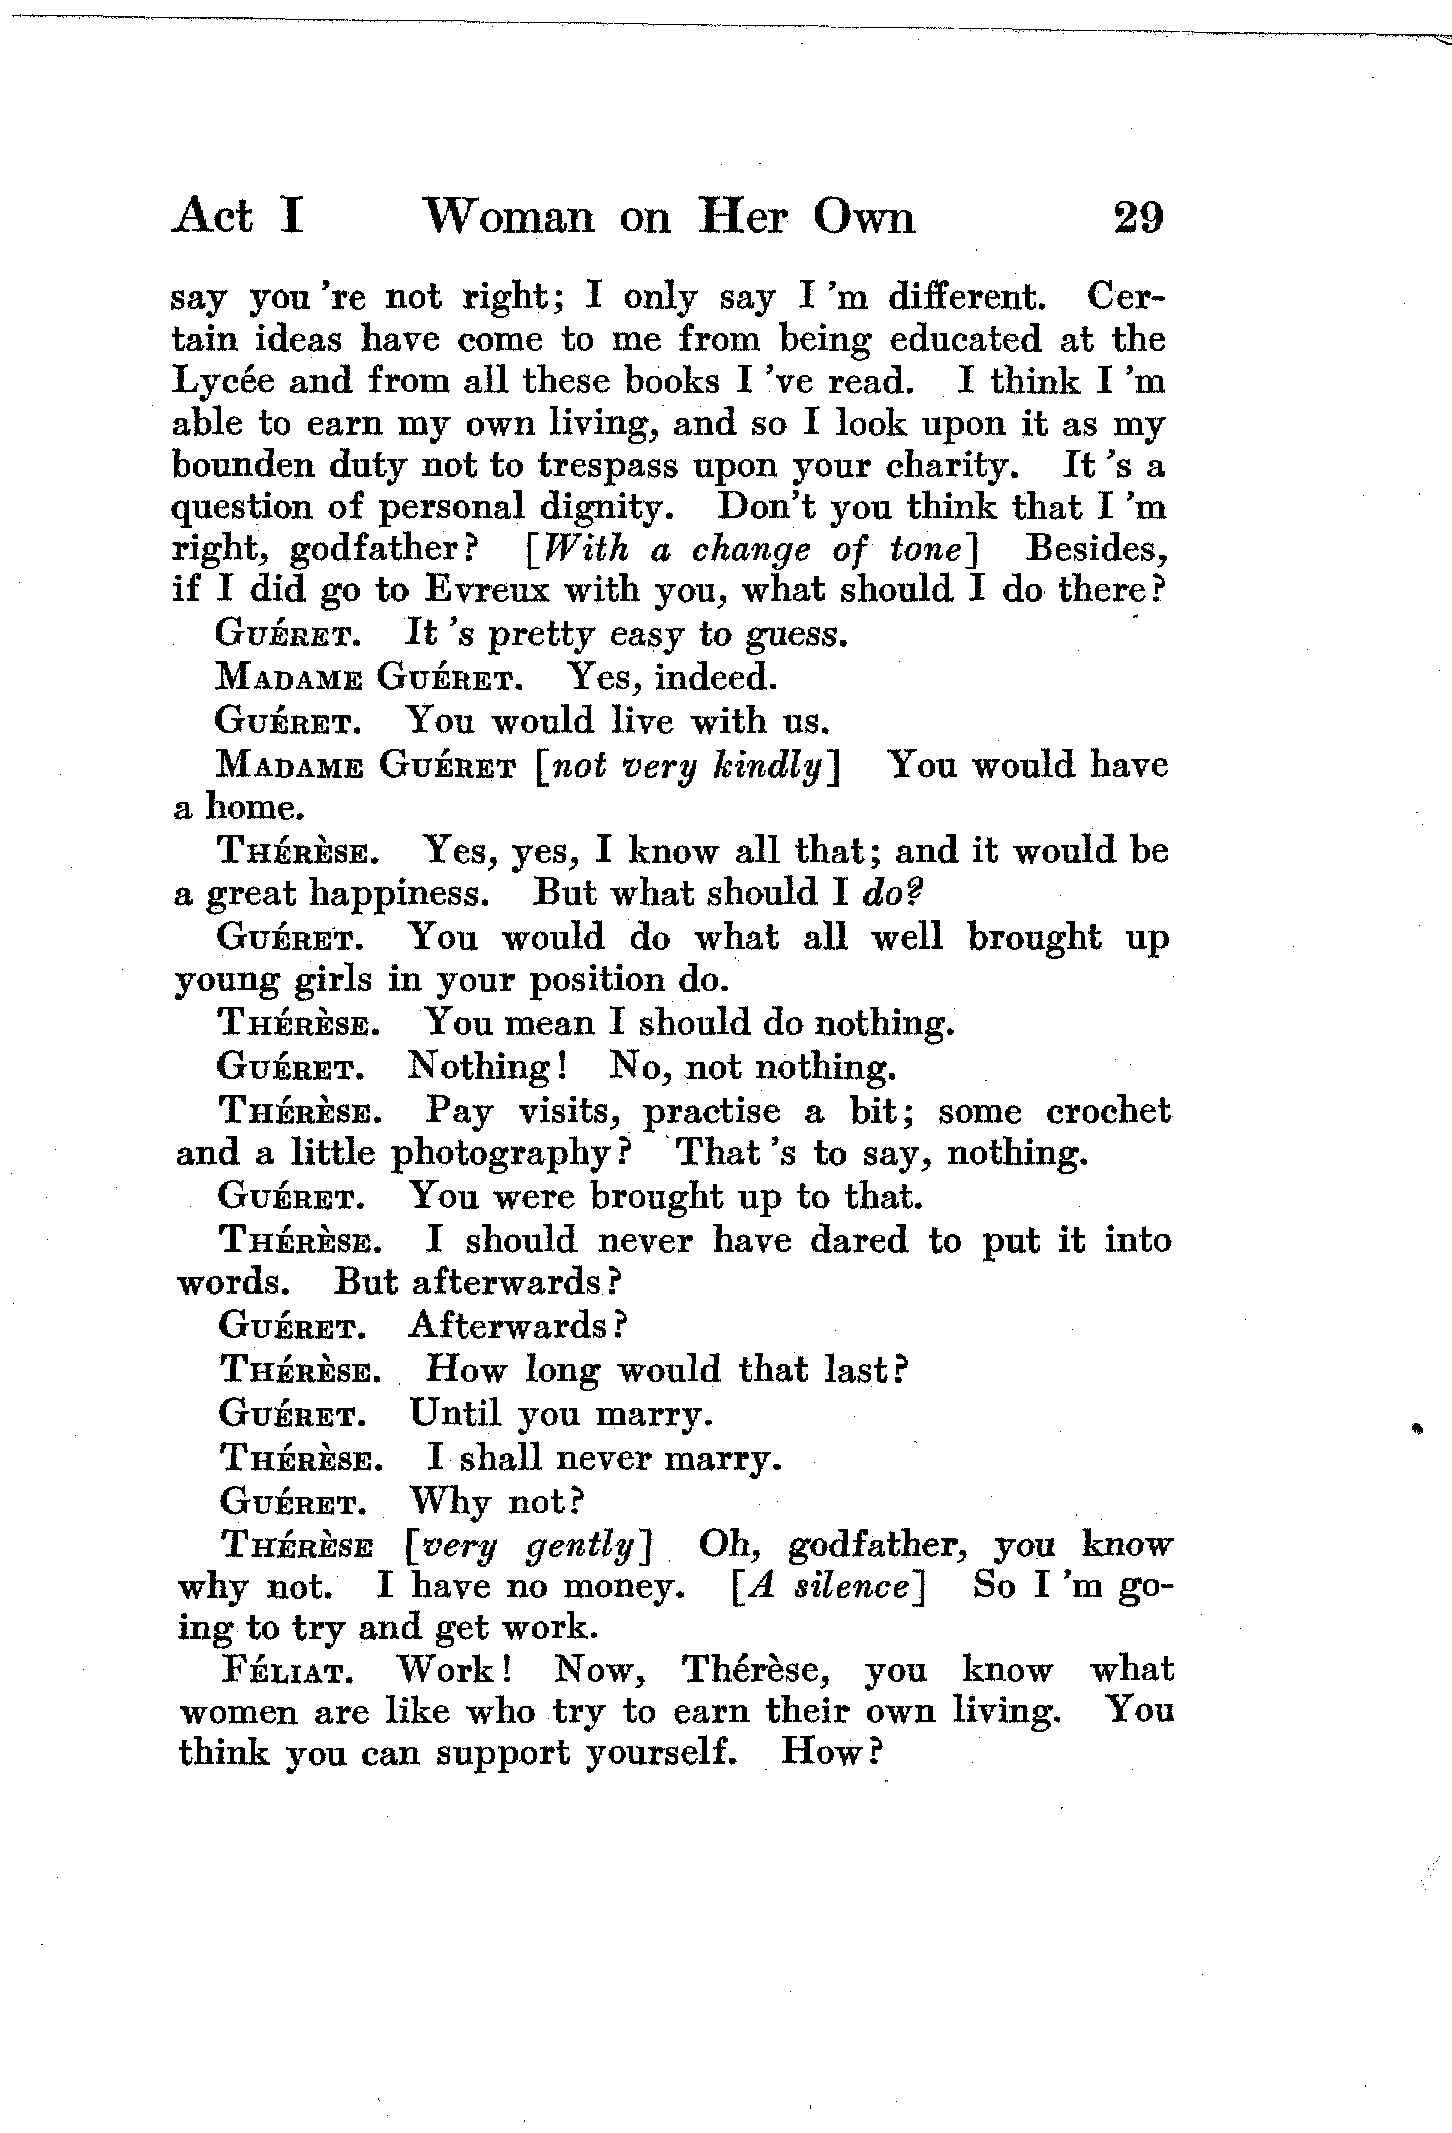 Act I Woman on Her Own 29
say you 're not right; I only say I 'm different. Cer-
tain ideas have come to me from being educated at the
Lycée and from all these books I 've read. I think I 'm
able to earn my own living, and so I look upon it as my
bounden duty not to trespass upon your charity. It 's a
question of personal dignity. Don't you think that I 'm
right, godfather? [With a change of tone] Besides,
if I did go to Evreux with you, what should I do there?
GUÉRET. It 's pretty easy to guess.
MADAME GUÉRET. Yes, indeed.
GUÉRET. You would live with us.
MADAME GUÉRET [not very kindly] You would have
a home.
THÉRÈSE. Yes, yes, I know all that; and it would be
a great happiness. But what should I do?
GUÉRET. You would do what all well brought up
young girls in your position do.
THÉRÈSE. You mean I should do nothing.
GUÉRET. Nothing! No, not nothing.
THÉRÈSE. Pay visits, practise a bit; some crochet
and a little photography? That 's to say, nothing.
GUÉRET. You were brought up to that.
THÉRÈSE. I should never have dared to put it into
words. But afterwards?
GUÉRET. Afterwards?
THÉRÈSE. How long would that last?
GUÉRET. Until you marry.
THÉRÈSE. I shall never marry.
GUÉRET. Why not?
THÉRÈSE [very gently] Oh, godfather, you know
why not. I have no money. [A silence] So I 'm go-
ing to try and get work.
FÉLIAT. Work! Now, Thérèse, you know what
women are like who try to earn their own living. You
think you can support yourself. How?